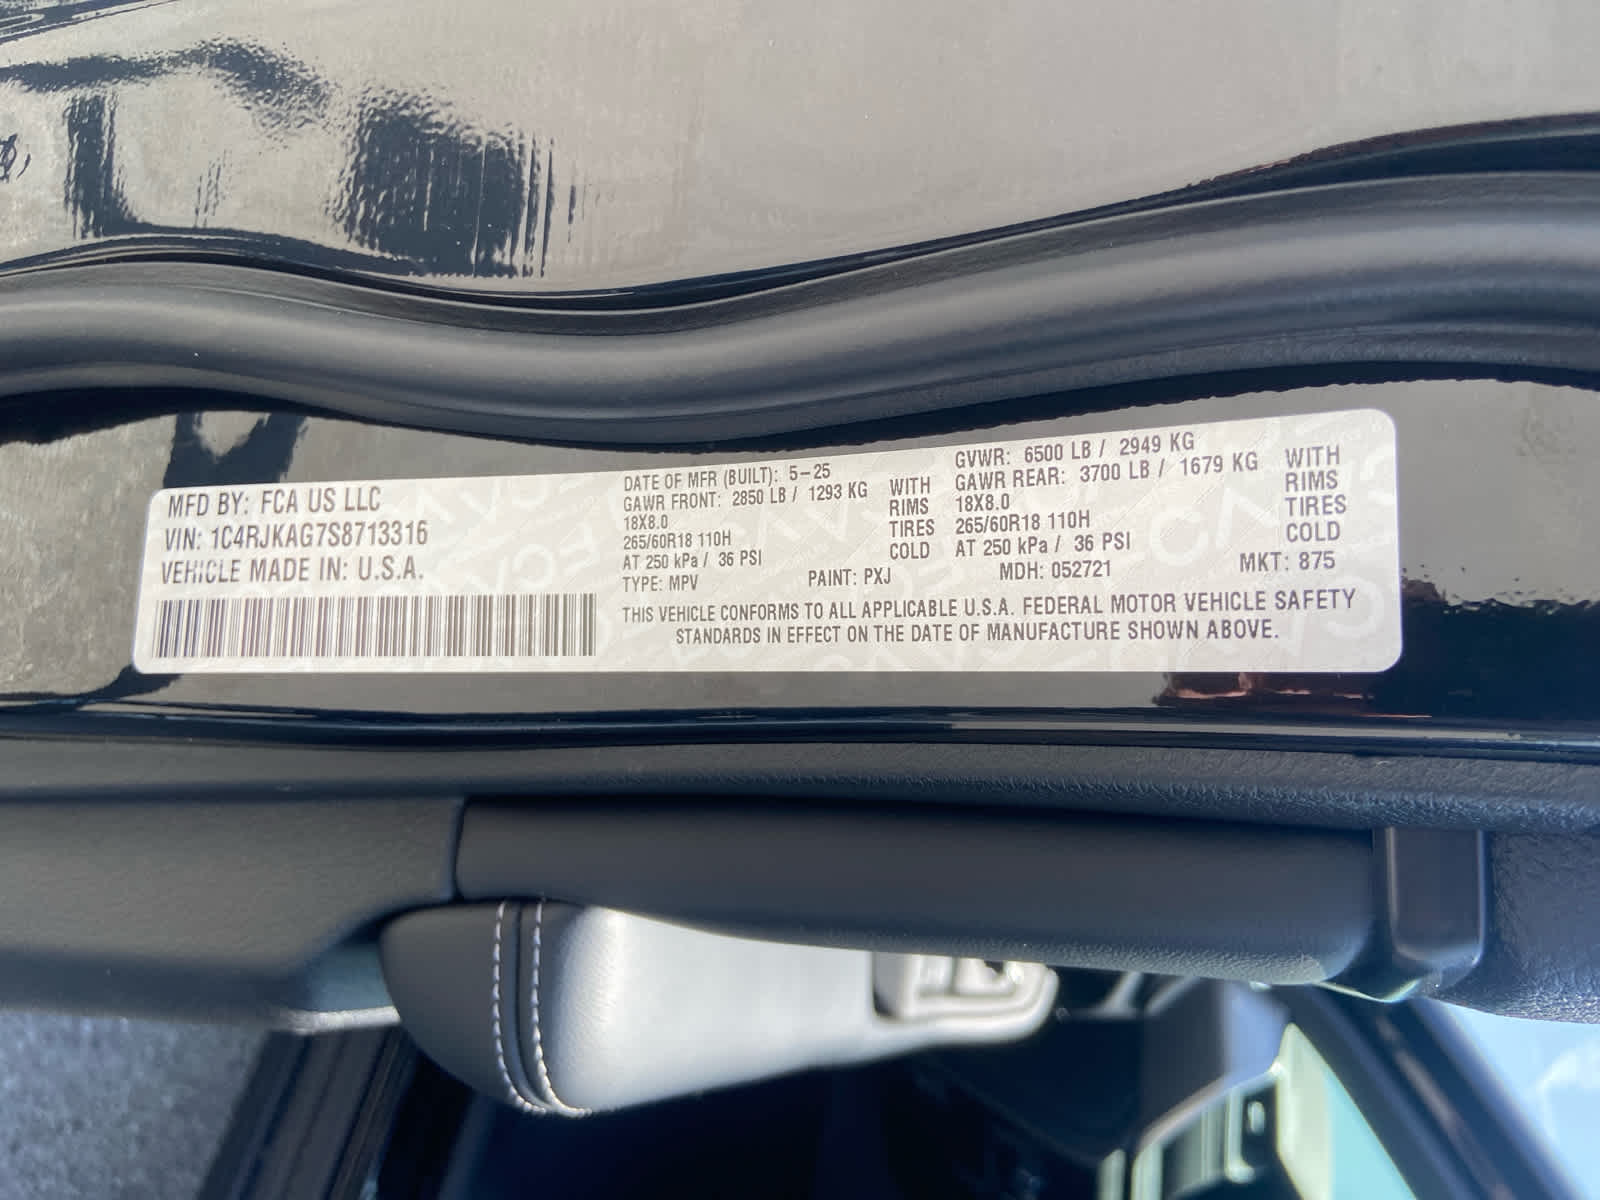 MFD BY: FCA US LLC
VIN: 1C4RJKAG7S8713316
VEHICLE MADE IN: U.S.A.
DATE OF MFR (BUILT): 5-25
GAWR FRONT: 2850 LB / 1293 KG WITH
18X8.0 RIMS
265/60R18 110H TIRES
AT 250 kPa / 36 PSI COLD
GVWR: 6500 LB / 2949 KG
GAWR REAR: 3700 LB / 1679 KG WITH
18X8.0 RIMS
265/60R18 110H TIRES
AT 250 kPa / 36 PSI COLD
TYPE: MPV PAINT: PXJ MDH: 052721 MKT: 875
THIS VEHICLE CONFORMS TO ALL APPLICABLE U.S.A. FEDERAL MOTOR VEHICLE SAFETY
STANDARDS IN EFFECT ON THE DATE OF MANUFACTURE SHOWN ABOVE.